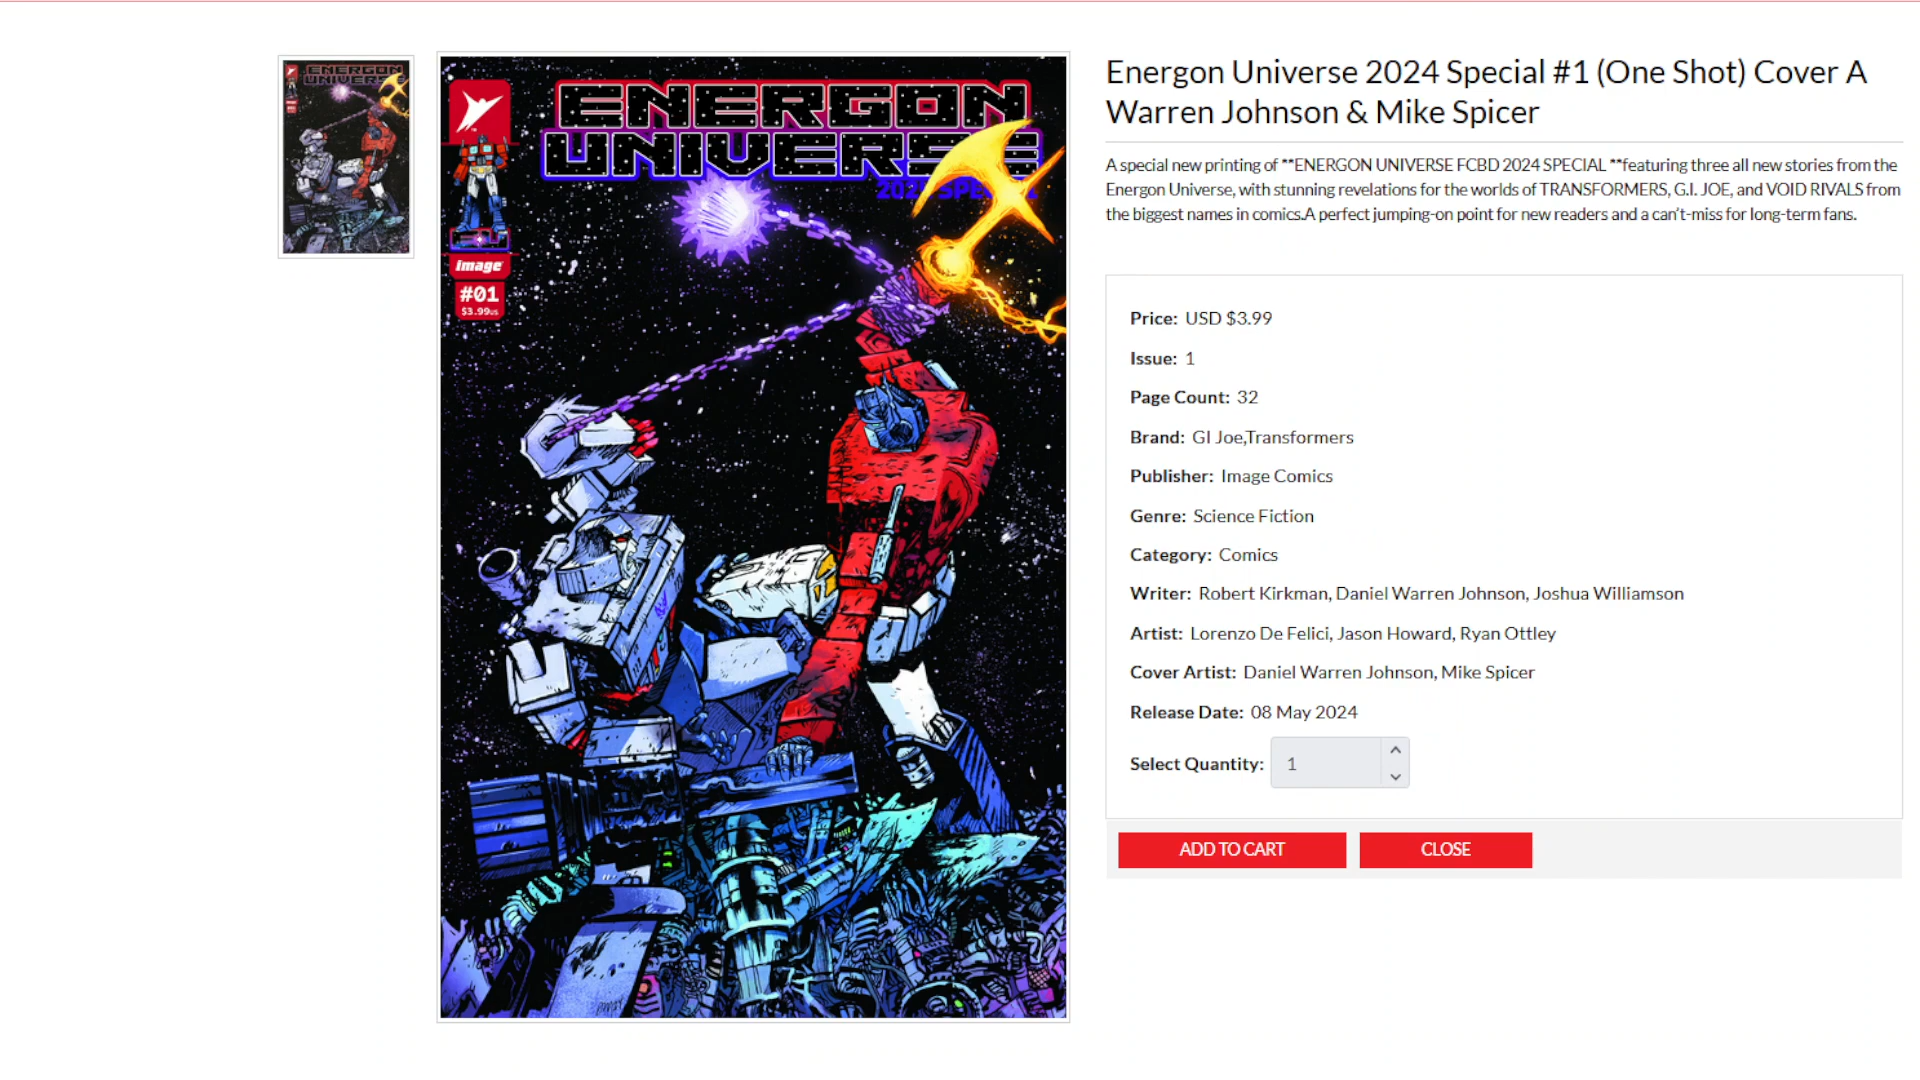 ENERGON
UNIVERSE
ENERGON
UNIVERSE
EU
image
#01
$3.99us
Energon Universe 2024 Special #1 (One Shot) Cover A
Warren Johnson & Mike Spicer
A special new printing of **ENERGON UNIVERSE FCBD 2024 SPECIAL **featuring three all new stories from the
Energon Universe, with stunning revelations for the worlds of TRANSFORMERS, G.I. JOE, and VOID RIVALS from
the biggest names in comics.A perfect jumping-on point for new readers and a can't-miss for long-term fans.
Price: USD $3.99
Issue: 1
Page Count: 32
Brand: GI Joe,Transformers
Publisher: Image Comics
Genre: Science Fiction
Category: Comics
Writer: Robert Kirkman, Daniel Warren Johnson, Joshua Williamson
Artist: Lorenzo De Felici, Jason Howard, Ryan Ottley
Cover Artist: Daniel Warren Johnson, Mike Spicer
Release Date: 08 May 2024
Select Quantity: 1
ADD TO CART CLOSE